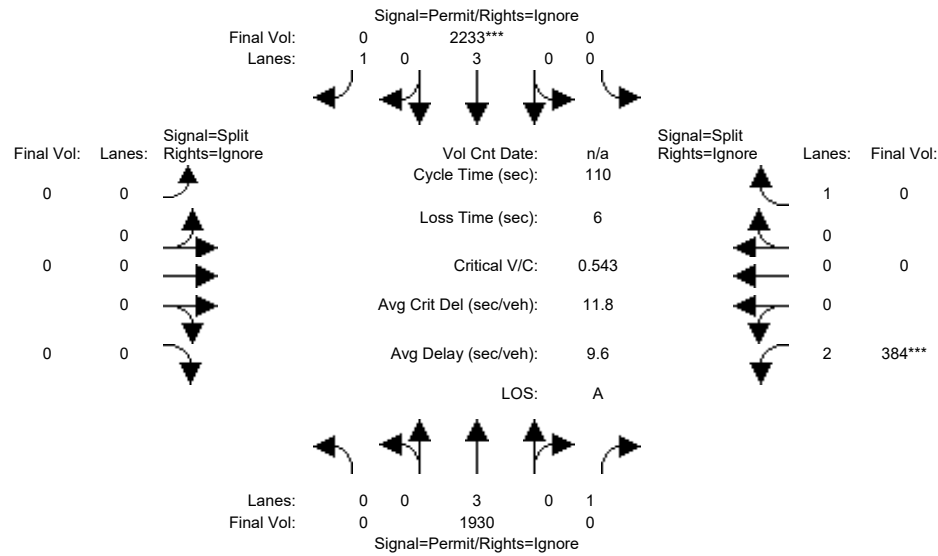 Signal=Permit/Rights=Ignore
Final Vol: 0 2233*** 0
Lanes: 1 0 3 0 0
Signal=Split Signal=Split
Final Vol: Lanes: Rights=Ignore Vol Cnt Date: n/a Rights=Ignore Lanes: Final Vol:
Cycle Time (sec): 110
0 0 1 0
Loss Time (sec): 6
0 0
0 0 Critical V/C: 0.543 0 0
0 Avg Crit Del (sec/veh): 11.8 0
0 0 Avg Delay (sec/veh): 9.6 2 384***
LOS: A
Lanes: 0 0 3 0 1
Final Vol: 0 1930 0
Signal=Permit/Rights=Ignore